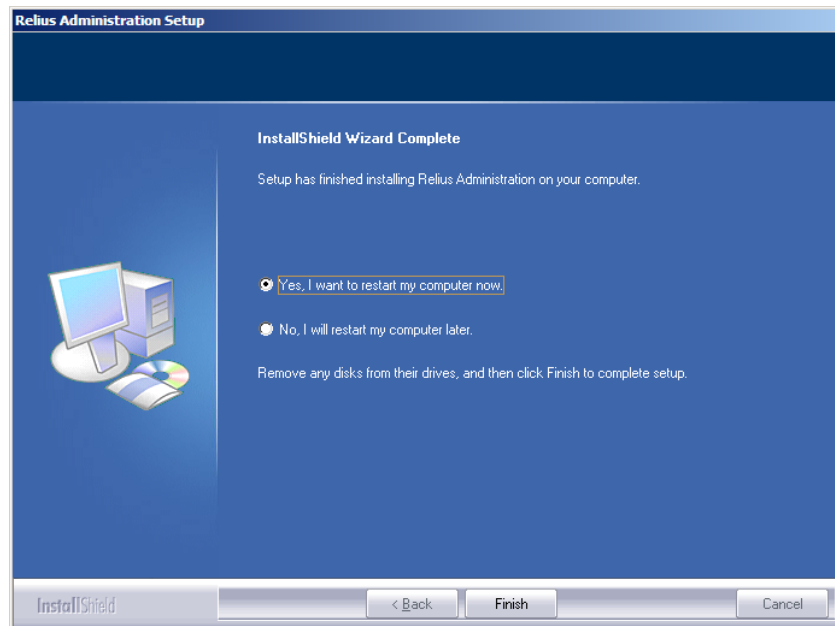 Relius Administration Setup
InstallShield Wizard Complete
Setup has finished installing Relius Administration on your computer.
Yes, I want to restart my computer now.
No, I will restart my computer later.
Remove any disks from their drives, and then click Finish to complete setup.
InstallShield
< Back
Finish
Cancel